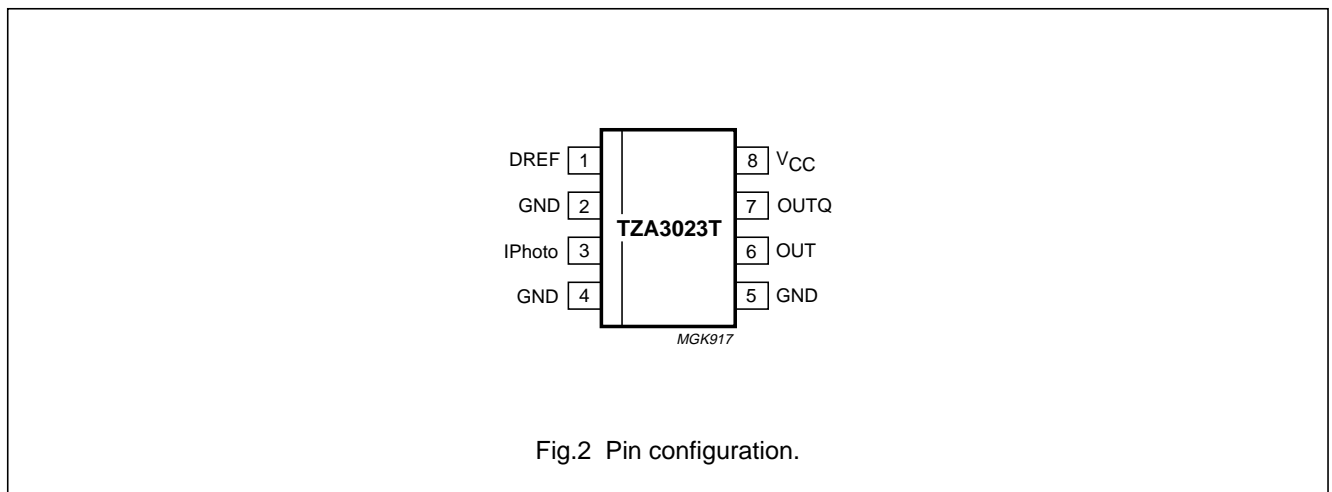 DREF 1 8 VCC
GND 2 7 OUTQ
TZA3023T
IPhoto 3 6 OUT
GND 4 5 GND
MGK917
Fig.2 Pin configuration.